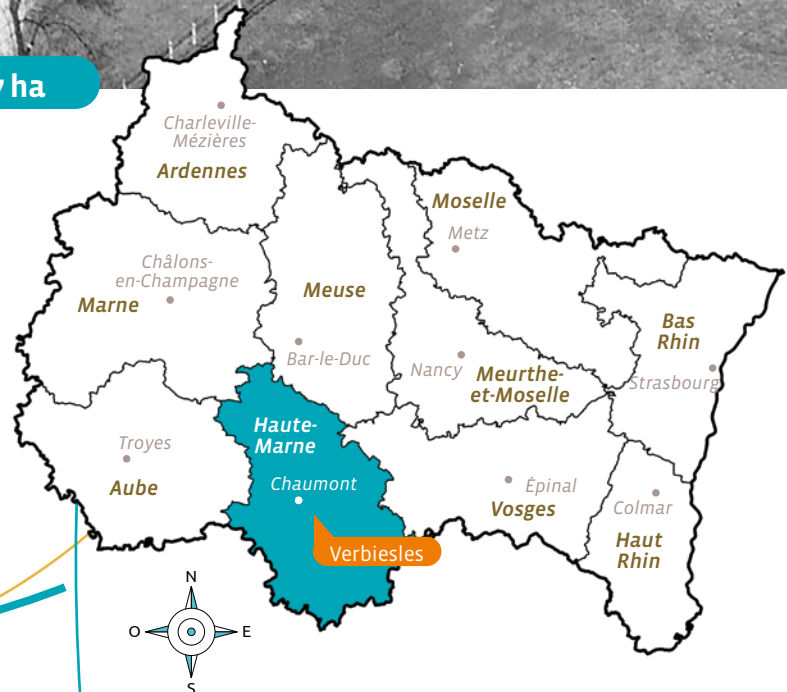 ha
Charleville-
Mézières
Ardennes
Moselle
Metz
Châlons-
en-Champagne
Marne
Meuse
Bar-le-Duc
Nancy
Meurthe-
et-Moselle
Bas
Rhin
Strasbourg
Haute-
Marne
Chaumont
Troyes
Aube
Épinal
Vosges
Colmar
Haut
Rhin
Verbiesles
N
O
E
S